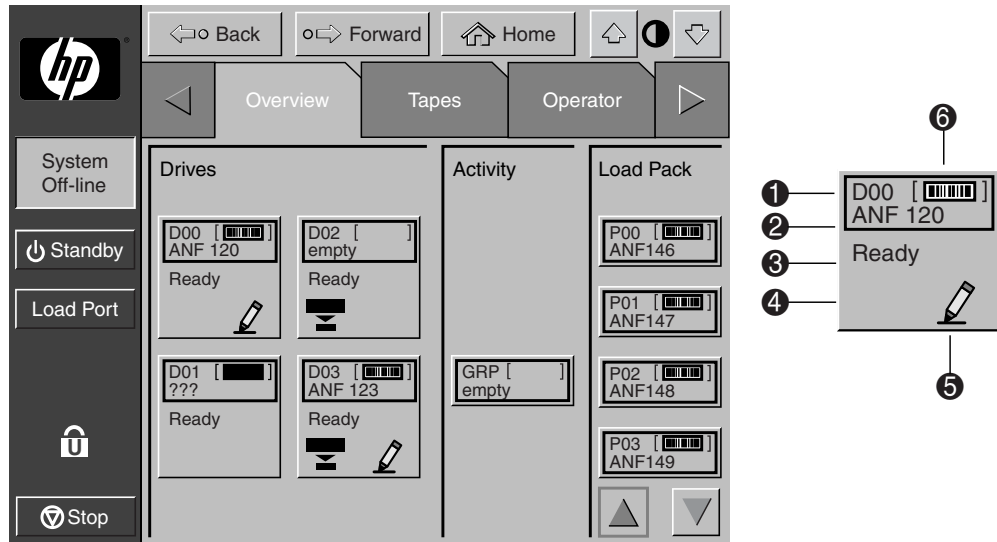 hp
Back
Forward
Home
Overview
Tapes
Operator
System
Off-line
Standby
Load Port
U
Stop
Drives
D00 [ ]
ANF 120
Ready
D02 [ ]
empty
Ready
D01 [ ]
???
Ready
D03 [ ]
ANF 123
Ready
Activity
GRP [ ]
empty
Load Pack
P00 [ ]
ANF146
P01 [ ]
ANF147
P02 [ ]
ANF148
P03 [ ]
ANF149
6
1
D00 [ ]
2
ANF 120
3
Ready
4
5